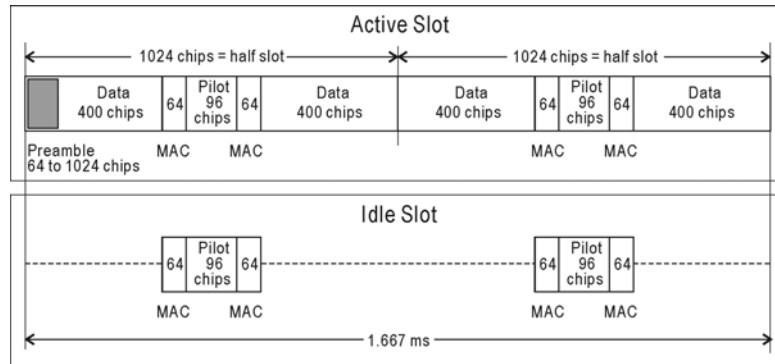 Active Slot
1024 chips = half slot
1024 chips = half slot
Data
400 chips
64
Pilot
96
chips
64
Data
400 chips
Data
400 chips
64
Pilot
96
chips
64
Data
400 chips
Preamble
64 to 1024 chips
MAC
MAC
MAC
MAC
Idle Slot
64
Pilot
96
chips
64
64
Pilot
96
chips
64
MAC
MAC
MAC
MAC
1.667 ms